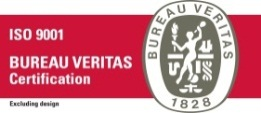 ISO 9001
BUREAU VERITAS
Certification
Excluding design
BUREAU VERITAS
1828